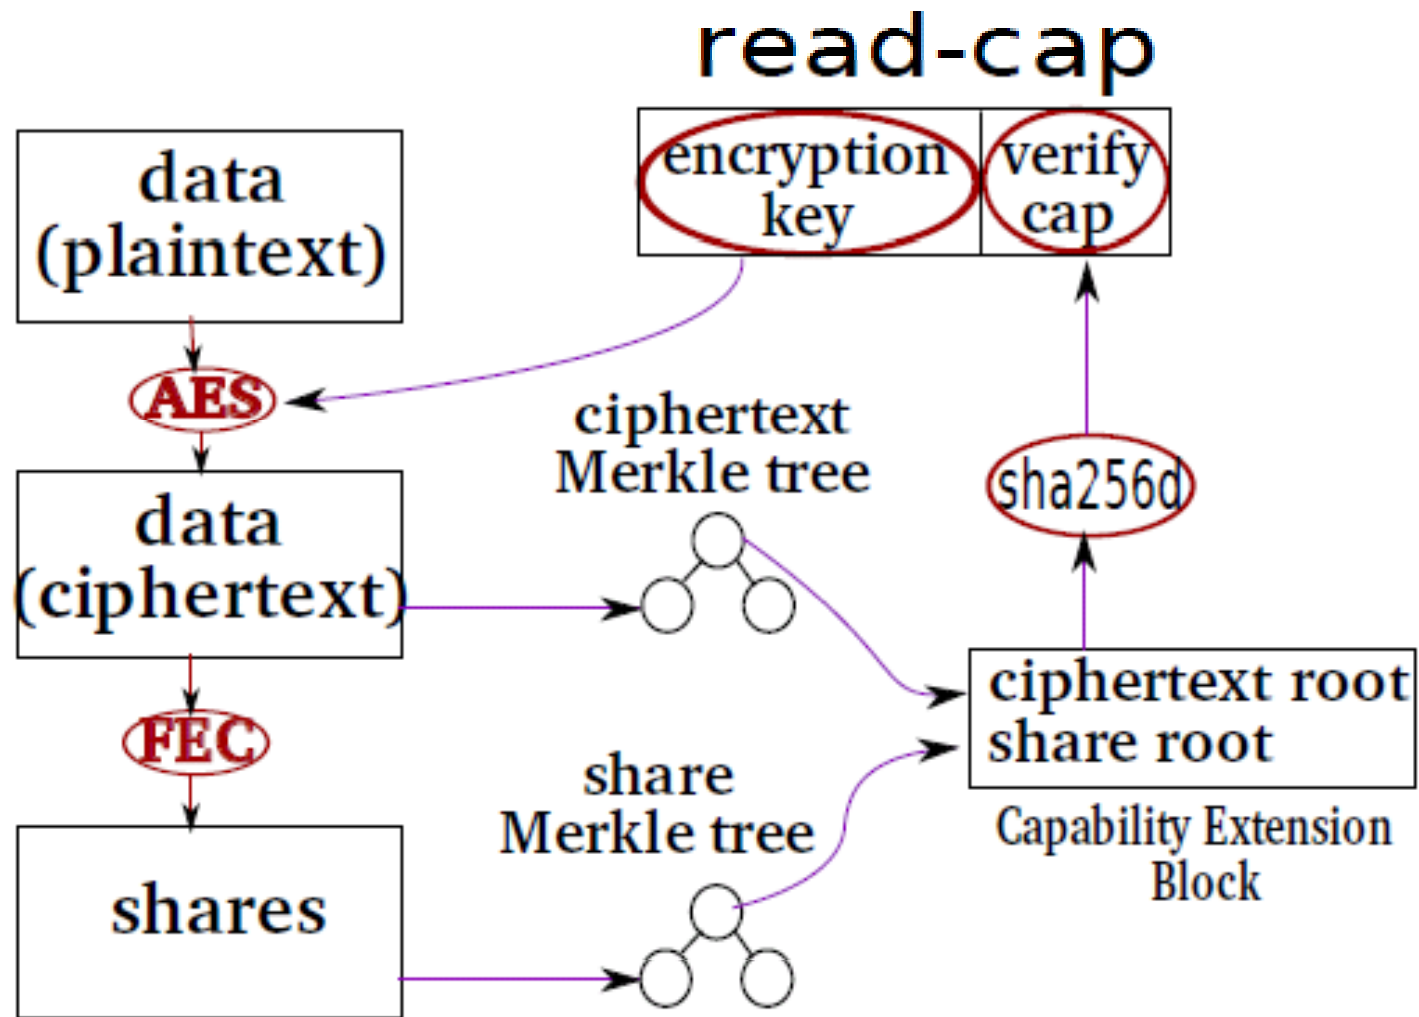 read-cap
encryption
key
verify
cap
data
(plaintext)
AES
ciphertext
Merkle tree
sha256d
data
(ciphertext)
FEC
ciphertext root
share root
share
Merkle tree
Capability Extension
Block
shares